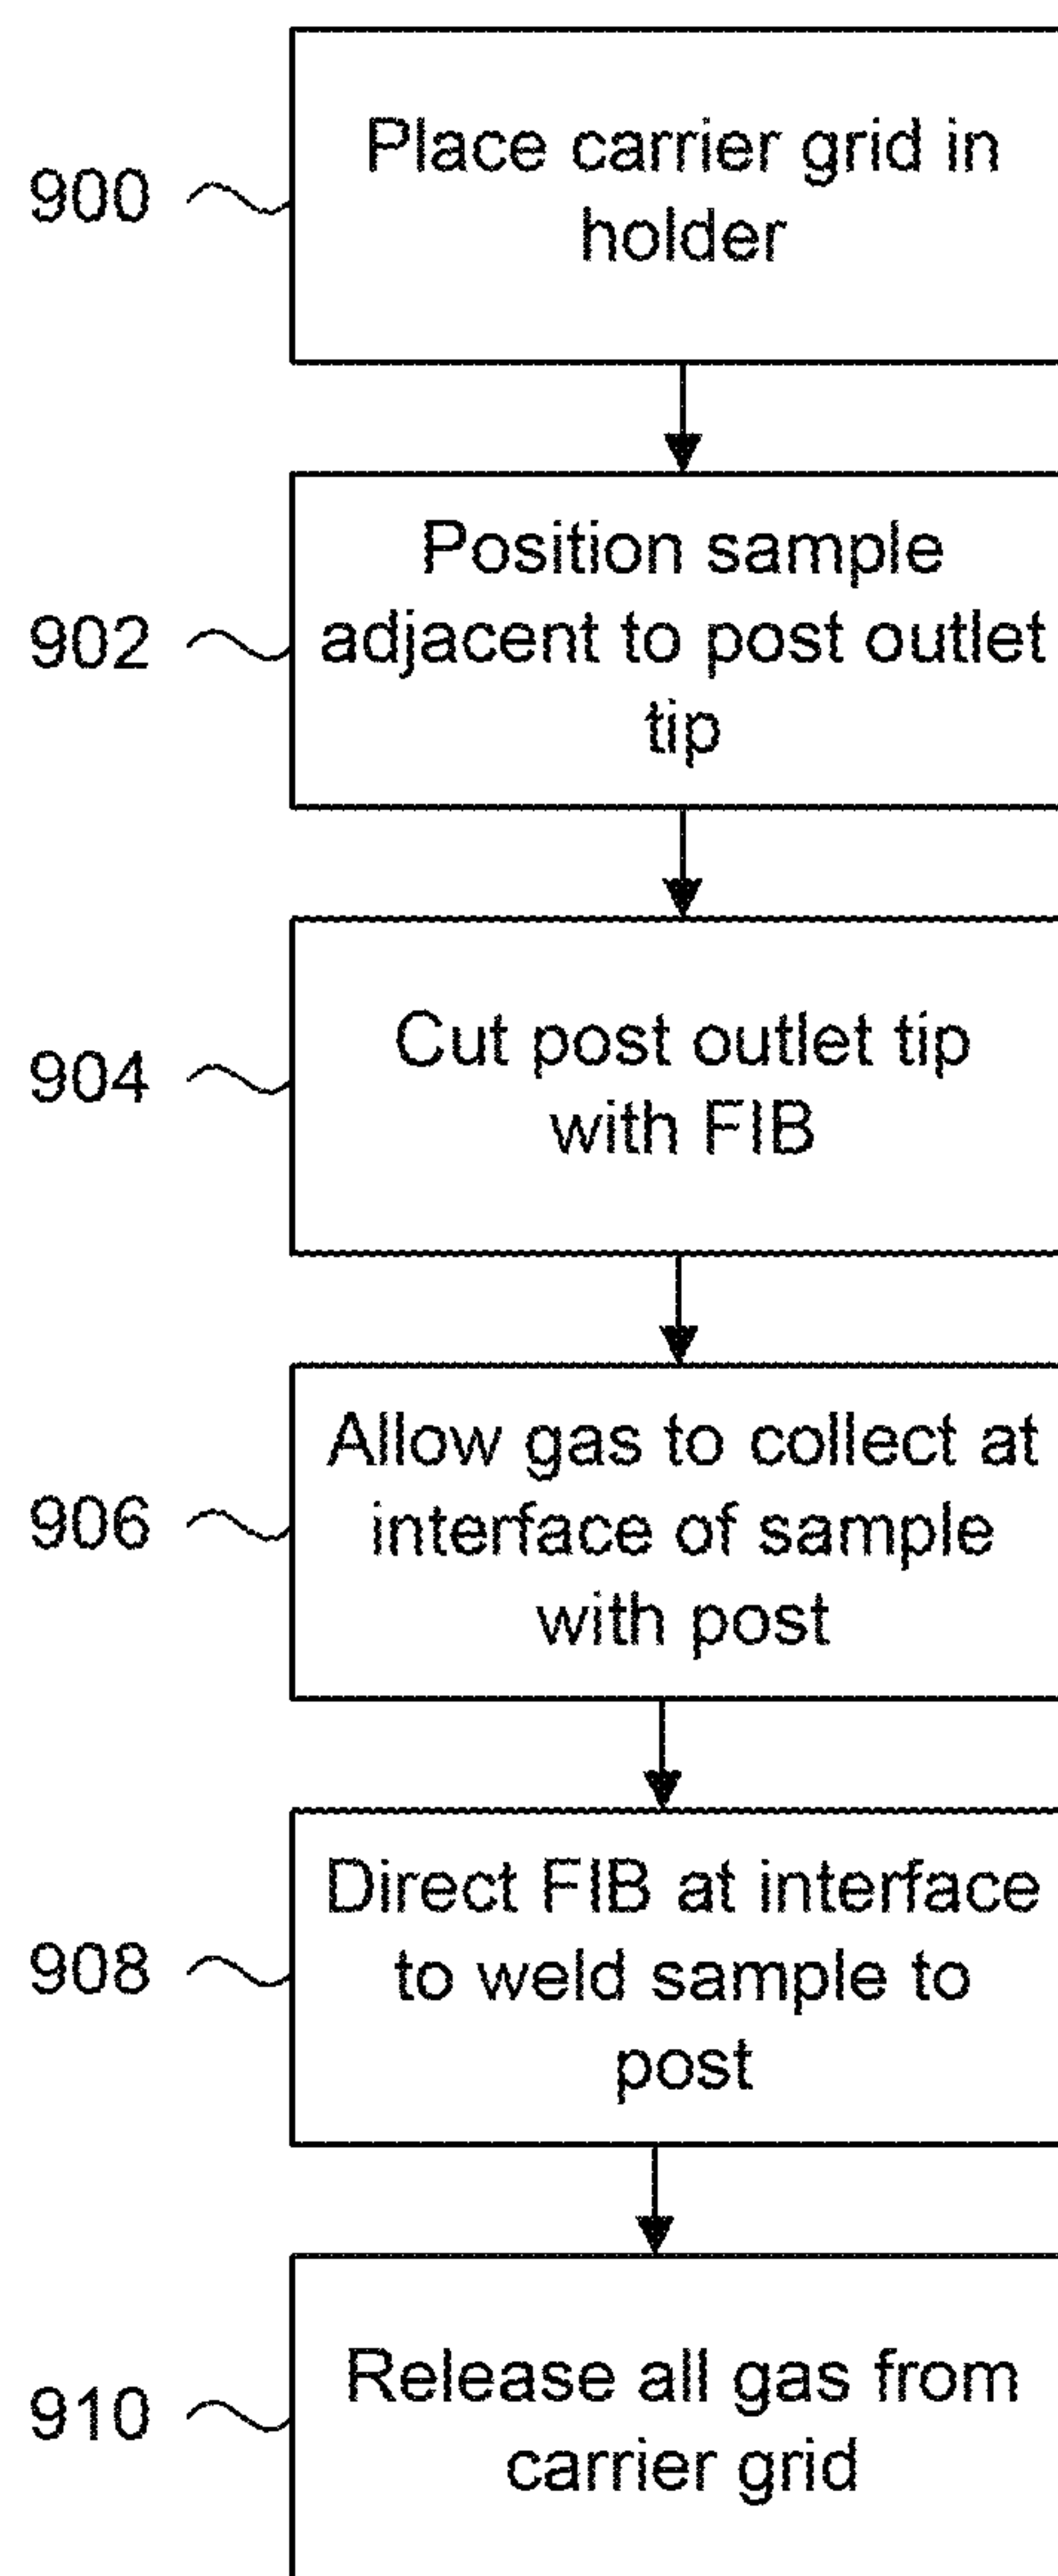 900
Place carrier grid in
holder
902
Position sample
adjacent to post outlet
tip
904
Cut post outlet tip
with FIB
906
Allow gas to collect at
interface of sample
with post
908
Direct FIB at interface
to weld sample to
post
910
Release all gas from
carrier grid